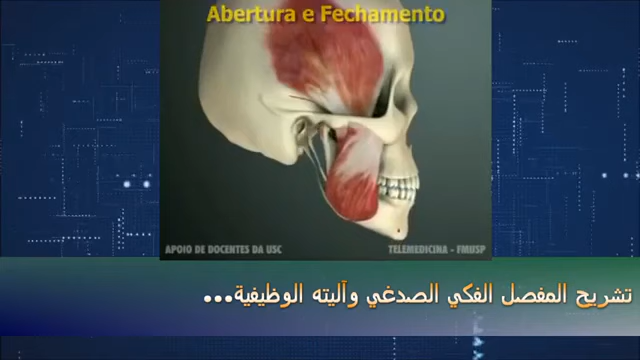 Abertura e Fechamento
APOIO DE DOCENTES DA USC
TELEMEDICINA - FMUSP
تشريح المفصل الفكي الصدغي وآليته الوظيفية...